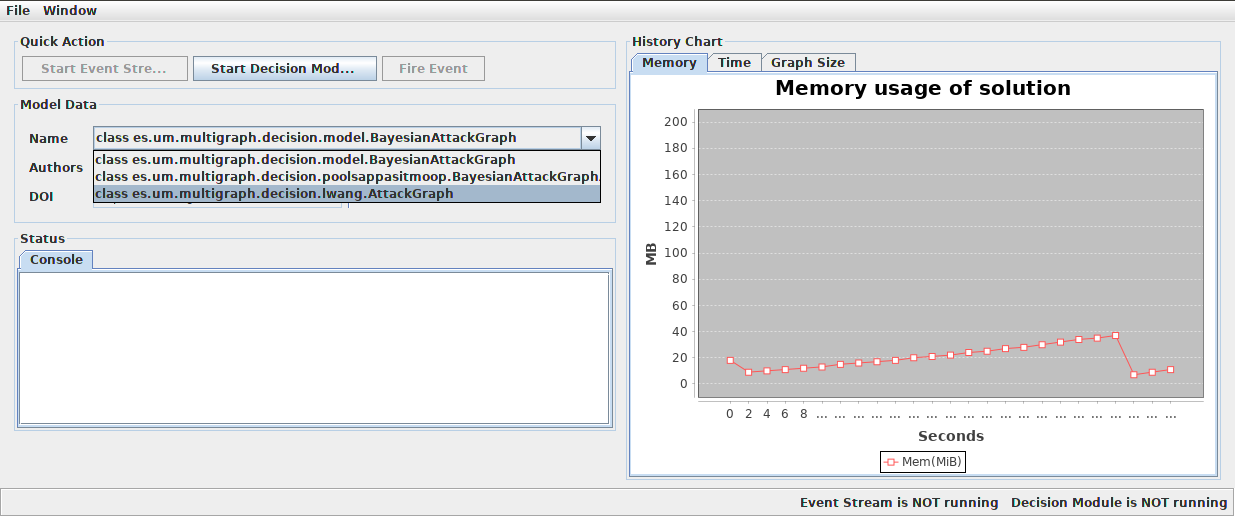 File Window
Quick Action
Start Event Stre... Start Decision Mod... Fire Event
Model Data
Name class es.um.multigraph.decision.model.BayesianAttackGraph
class es.um.multigraph.decision.model.BayesianAttackGraph
Authors class es.um.multigraph.decision.poolsappasitmoop.BayesianAttackGraph
DOI class es.um.multigraph.decision.lwang.AttackGraph
Status
Console
History Chart
Memory Time Graph Size
Memory usage of solution
200
180
160
140
120
100
80
60
40
20
0
MB
0 2 4 6 8 ... ... ... ... ... ... ... ... ... ... ... ... ... ... ... ... ... ... ... ...
Seconds
Mem(MiB)
Event Stream is NOT running Decision Module is NOT running